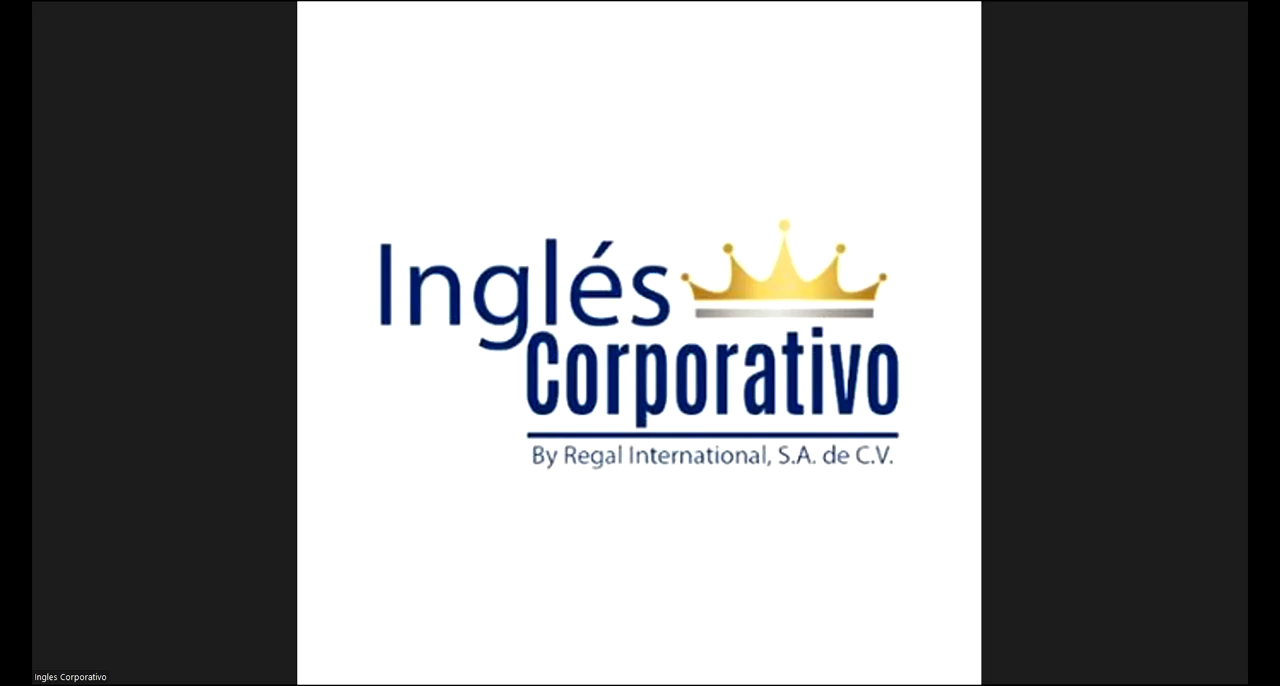 Inglés
Corporativo
By Regal International, S.A. de C.V.
Ingles Corporativo